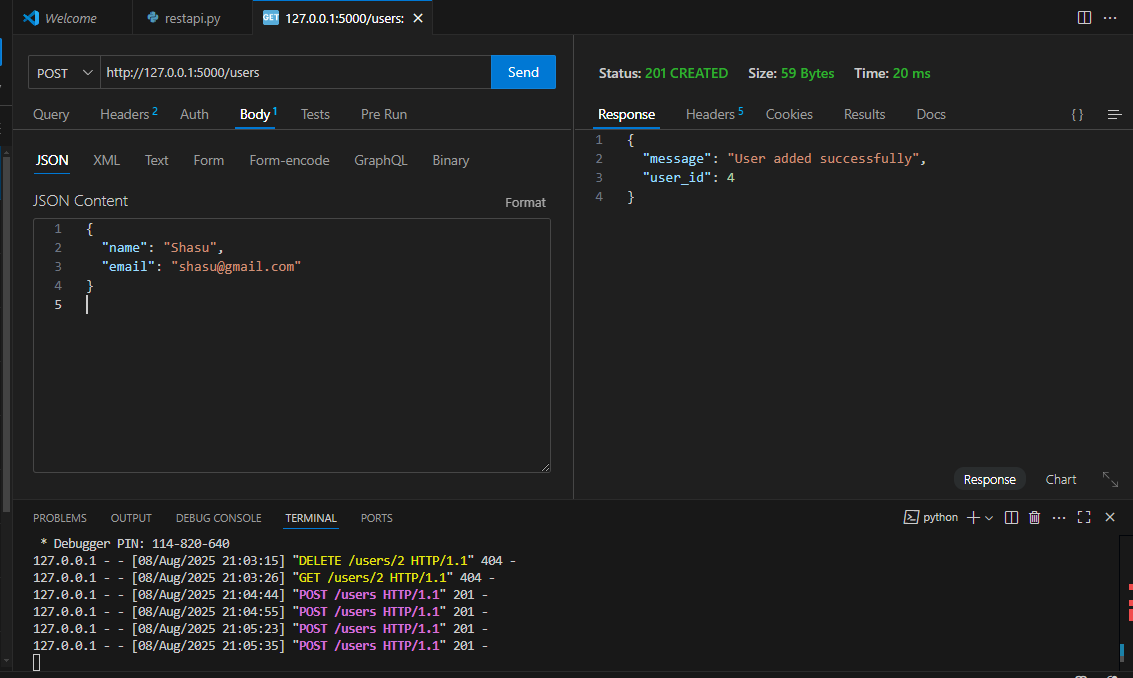 Welcome
restapi.py
GET 127.0.0.1:5000/users:
POST http://127.0.0.1:5000/users Send
Query Headers 2 Auth Body 1 Tests Pre Run
JSON XML Text Form Form-encode GraphQL Binary
JSON Content Format
1 {
2 "name": "Shasu",
3 "email": "shasu@gmail.com"
4 }
5
Status: 201 CREATED Size: 59 Bytes Time: 20 ms
Response Headers 5 Cookies Results Docs { }
1 {
2 "message": "User added successfully",
3 "user_id": 4
4 }
Response Chart
PROBLEMS OUTPUT DEBUG CONSOLE TERMINAL PORTS python
* Debugger PIN: 114-820-640
127.0.0.1 - - [08/Aug/2025 21:03:15] "DELETE /users/2 HTTP/1.1" 404 -
127.0.0.1 - - [08/Aug/2025 21:03:26] "GET /users/2 HTTP/1.1" 404 -
127.0.0.1 - - [08/Aug/2025 21:04:44] "POST /users HTTP/1.1" 201 -
127.0.0.1 - - [08/Aug/2025 21:04:55] "POST /users HTTP/1.1" 201 -
127.0.0.1 - - [08/Aug/2025 21:05:23] "POST /users HTTP/1.1" 201 -
127.0.0.1 - - [08/Aug/2025 21:05:35] "POST /users HTTP/1.1" 201 -